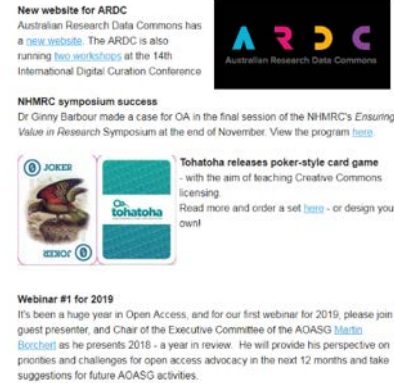 New website for ARDC
Australian Research Data Commons has
a new website. The ARDC is also
running two workshops at the 14th
International Digital Curation Conference
ARDC
Australian Research Data Commons
NHMRC symposium success
Dr Ginny Barbour made a case for OA in the final session of the NHMRC's Ensuring
Value in Research Symposium at the end of November. View the program here.
0 JOKER
JOKER 0
tohatoha
Tohatoha releases poker-style card game
- with the aim of teaching Creative Commons
licensing.
Read more and order a set here - or design you
own!
Webinar #1 for 2019
It's been a huge year in Open Access, and for our first webinar for 2019, please join
guest presenter, and Chair of the Executive Committee of the AOASG Martin
Borchert as he presents 2018 - a year in review. He will provide his perspective on
priorities and challenges for open access advocacy in the next 12 months and take
suggestions for future AOASG activities.